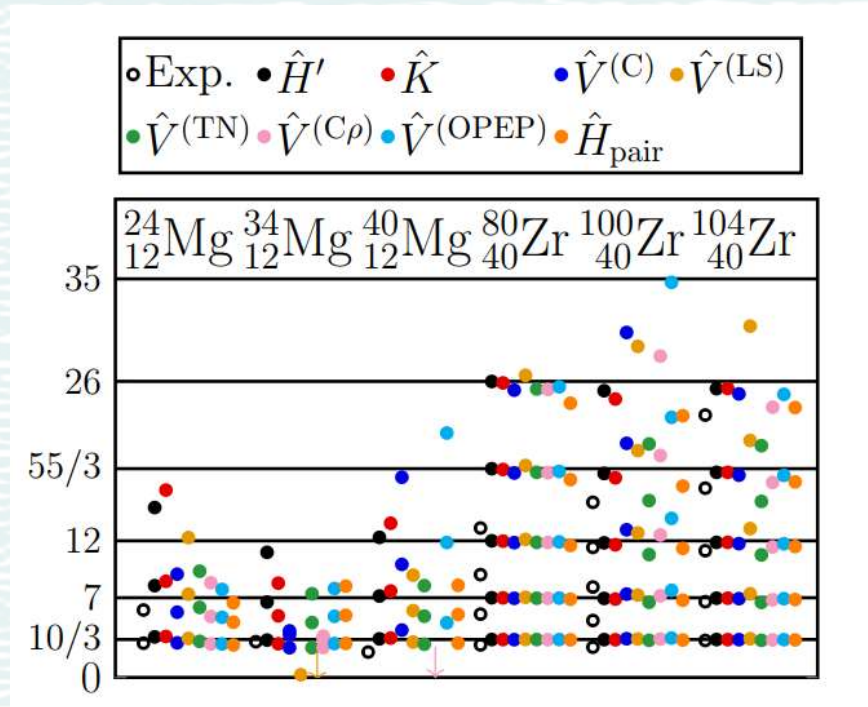 Exp. Ĥ′ K̂ V̂(C) V̂(LS)
V̂(TN) V̂(Cρ) V̂(OPEP) Ĥpair
²⁴₁₂Mg ³⁴₁₂Mg ⁴⁰₁₂Mg ⁸⁰₄₀Zr ¹⁰⁰₄₀Zr ¹⁰⁴₄₀Zr
35
26
55/3
12
7
10/3
0